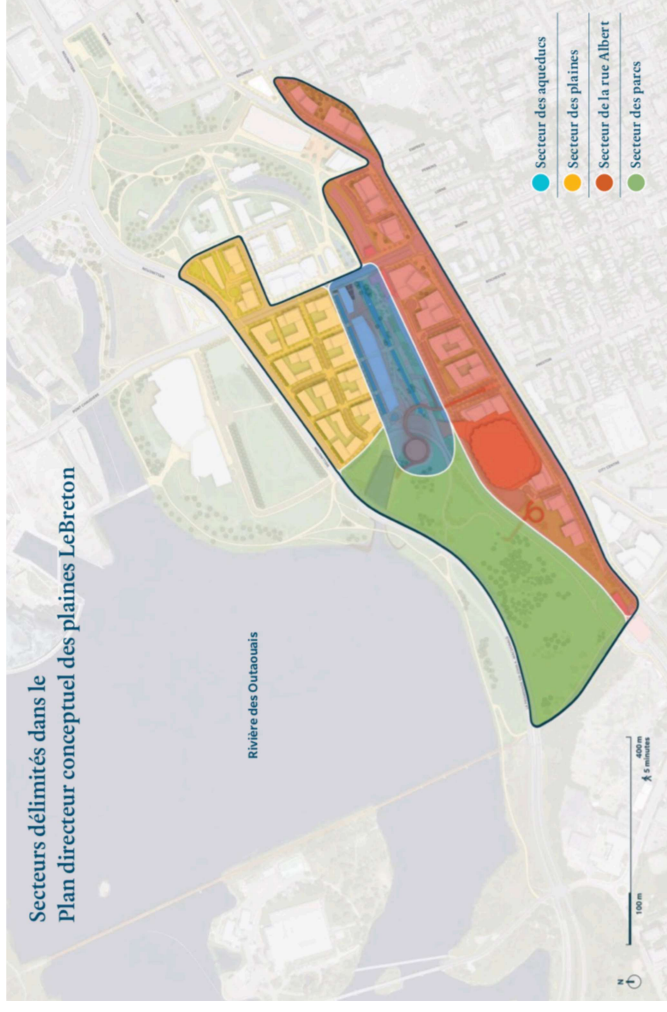 Secteurs délimités dans le
Plan directeur conceptuel des plaines LeBreton
Rivière des Outaouais
Secteur des aqueducs
Secteur des plaines
Secteur de la rue Albert
Secteur des parcs
N
100 m
400 m
5 minutes